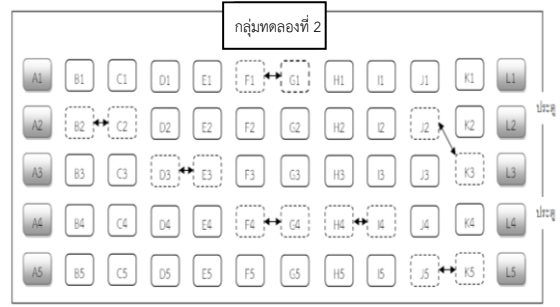 กลุ่มทดลองที่ 2
A1 B1 C1 D1 E1 F1 G1 H1 I1 J1 K1 L1
ประตู
A2 B2 C2 D2 E2 F2 G2 H2 I2 J2 K2 L2
A3 B3 C3 D3 E3 F3 G3 H3 I3 J3 K3 L3
ประตู
A4 B4 C4 D4 E4 F4 G4 H4 I4 J4 K4 L4
A5 B5 C5 D5 E5 F5 G5 H5 I5 J5 K5 L5